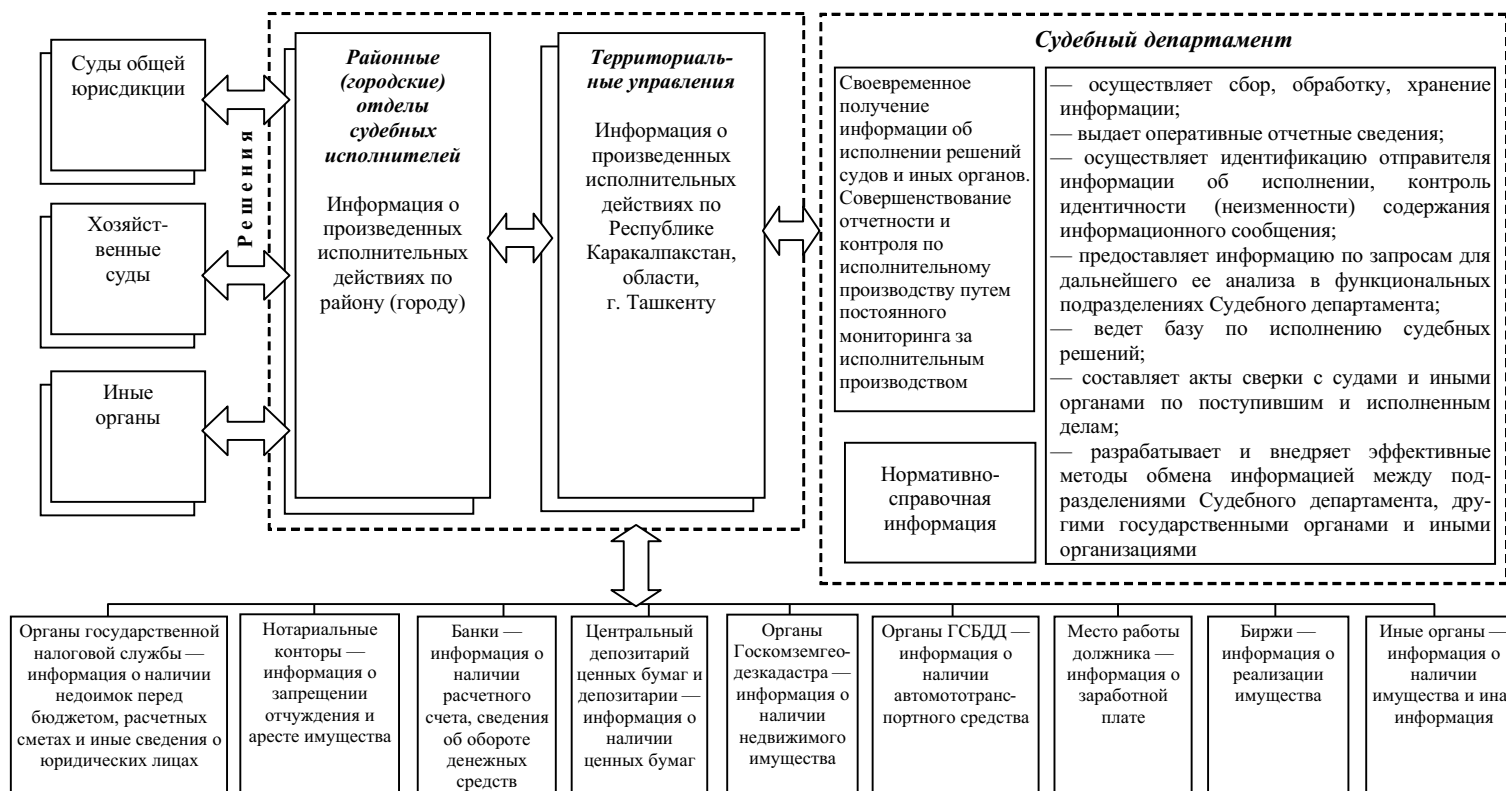 Суды общей
юрисдикции
Хозяйст-
венные
суды
Иные
органы
Решения
Районные
(городские)
отделы
судебных
исполнителей
Информация о
произведенных
исполнительных
действиях по
району (городу)
Территориаль-
ные управления
Информация о
произведенных
исполнительных
действиях по
Республике
Каракалпакстан,
области,
г. Ташкенту
Судебный департамент
Своевременное
получение
информации об
исполнении решений
судов и иных органов.
Совершенствование
отчетности и
контроля по
исполнительному
производству путем
постоянного
мониторинга за
исполнительным
производством
Нормативно-
справочная
информация
— осуществляет сбор, обработку, хранение
информации;
— выдает оперативные отчетные сведения;
— осуществляет идентификацию отправителя
информации об исполнении, контроль
идентичности (неизменности) содержания
информационного сообщения;
— предоставляет информацию по запросам для
дальнейшего ее анализа в функциональных
подразделениях Судебного департамента;
— ведет базу по исполнению судебных
решений;
— составляет акты сверки с судами и иными
органами по поступившим и исполненным
делам;
— разрабатывает и внедряет эффективные
методы обмена информацией между под-
разделениями Судебного департамента, дру-
гими государственными органами и иными
организациями
Органы государственной
налоговой службы —
информация о наличии
недоимок перед
бюджетом, расчетных
сметах и иные сведения о
юридических лицах
Нотариальные
конторы —
информация о
запрещении
отчуждения и
аресте имущества
Банки —
информация о
наличии
расчетного
счета, сведения
об обороте
денежных
средств
Центральный
депозитарий
ценных бумаг и
депозитарии —
информация о
наличии
ценных бумаг
Органы
Госкомземгео-
дезкадастра —
информация о
наличии
недвижимого
имущества
Органы ГСБДД —
информация о
наличии
автомототранс-
портного средства
Место работы
должника —
информация о
заработной
плате
Биржи —
информация о
реализации
имущества
Иные органы —
информация о
наличии
имущества и иная
информация